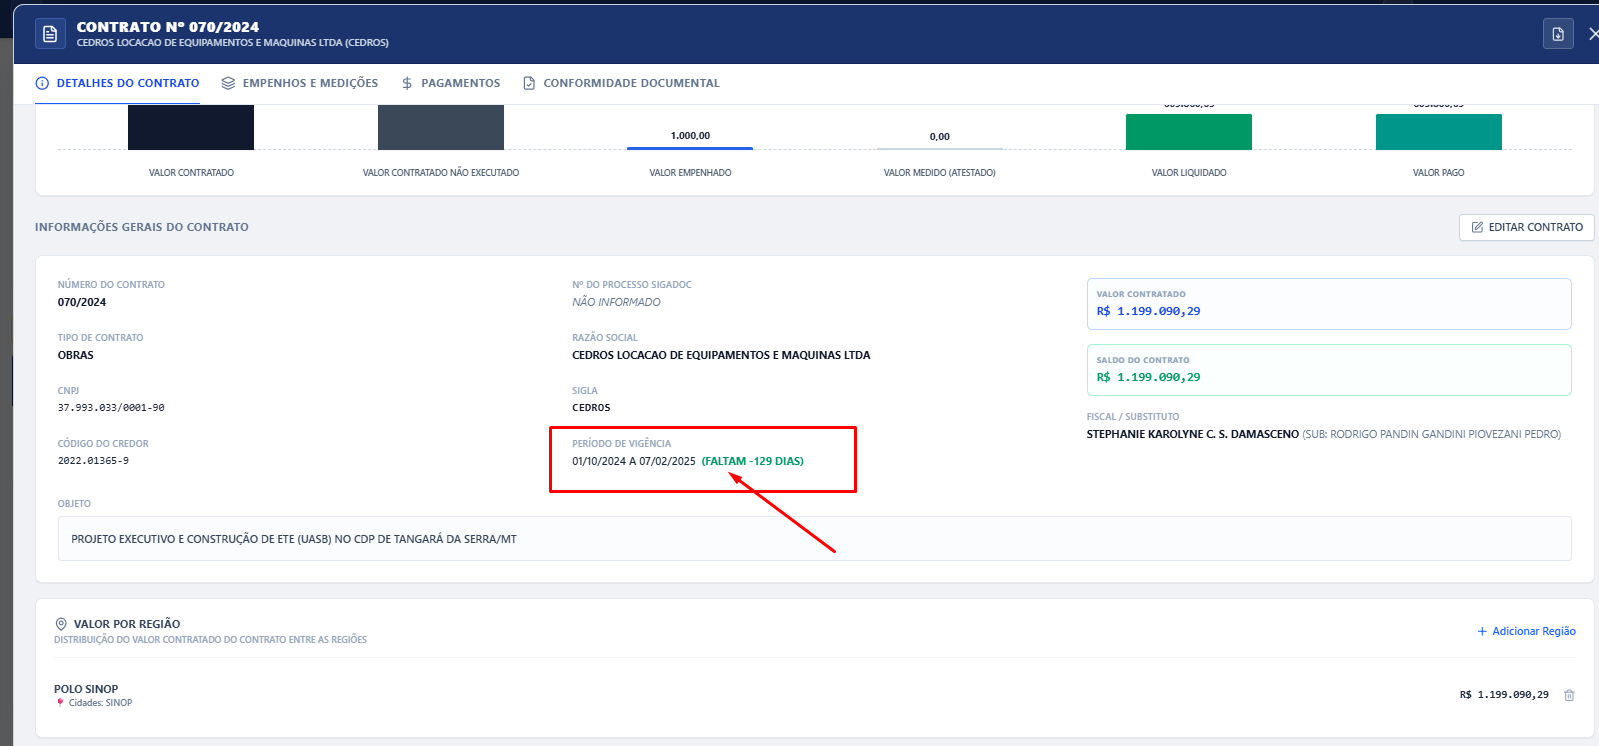 CONTRATO Nº 070/2024
CEDROS LOCACAO DE EQUIPAMENTOS E MAQUINAS LTDA (CEDROS)
DETALHES DO CONTRATO EMPENHOS E MEDIÇÕES PAGAMENTOS CONFORMIDADE DOCUMENTAL
1.000,00 0,00
VALOR CONTRATADO VALOR CONTRATADO NÃO EXECUTADO VALOR EMPENHADO VALOR MEDIDO (ATESTADO) VALOR LIQUIDADO VALOR PAGO
INFORMAÇÕES GERAIS DO CONTRATO
EDITAR CONTRATO
NÚMERO DO CONTRATO
070/2024
Nº DO PROCESSO SIGADOC
NÃO INFORMADO
VALOR CONTRATADO
R$ 1.199.090,29
TIPO DE CONTRATO
OBRAS
RAZÃO SOCIAL
CEDROS LOCACAO DE EQUIPAMENTOS E MAQUINAS LTDA
SALDO DO CONTRATO
R$ 1.199.090,29
CNPJ
37.993.033/0001-90
SIGLA
CEDROS
FISCAL / SUBSTITUTO
STEPHANIE KAROLYNE C. S. DAMASCENO (SUB: RODRIGO PANDIN GANDINI PIOVEZANI PEDRO)
CÓDIGO DO CREDOR
2022.01365-9
PERÍODO DE VIGÊNCIA
01/10/2024 A 07/02/2025 (FALTAM -129 DIAS)
OBJETO
PROJETO EXECUTIVO E CONSTRUÇÃO DE ETE (UASB) NO CDP DE TANGARÁ DA SERRA/MT
VALOR POR REGIÃO
DISTRIBUIÇÃO DO VALOR CONTRATADO DO CONTRATO ENTRE AS REGIÕES
+ Adicionar Região
POLO SINOP
Cidades: SINOP
R$ 1.199.090,29